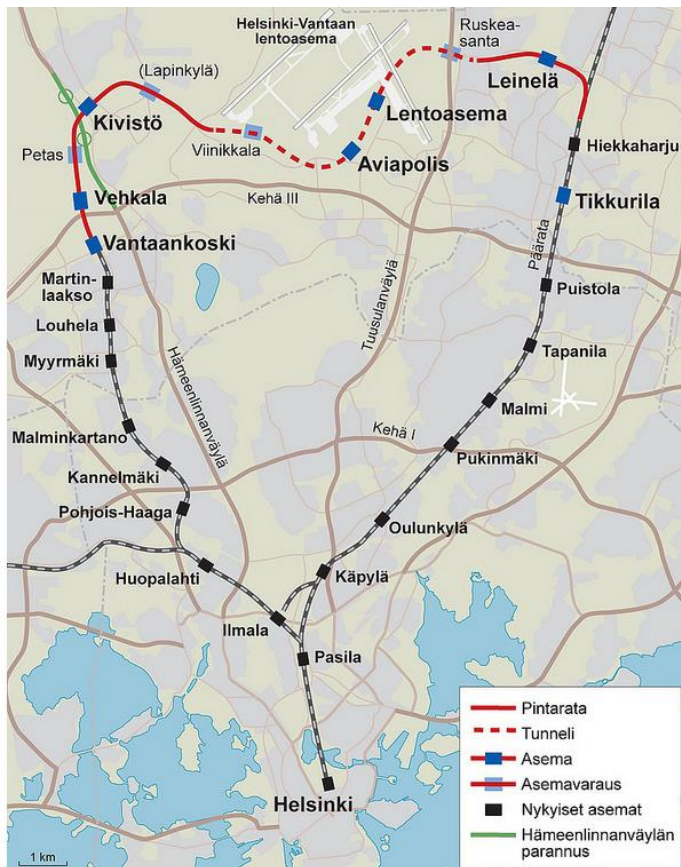 Helsinki-Vantaan
lentoasema
Ruskea-
santa
(Lapinkylä)
Leinelä
Kivistö
Lentoasema
Viinikkala
Hiekkaharju
Petas
Aviapolis
Vehkala
Kehä III
Tikkurila
Vantaankoski
Päärata
Martin-
laakso
Puistola
Louhela
Tuusulanväylä
Myyrmäki
Hämeenlinnanväylä
Tapanila
Malmi
Malminkartano
Kehä I
Pukinmäki
Kannelmäki
Pohjois-Haaga
Oulunkylä
Huopalahti
Käpylä
Ilmala
Pasila
Helsinki
Pintarata
Tunneli
Asema
Asemavaraus
Nykyiset asemat
Hämeenlinnanväylän
parannus
1 km